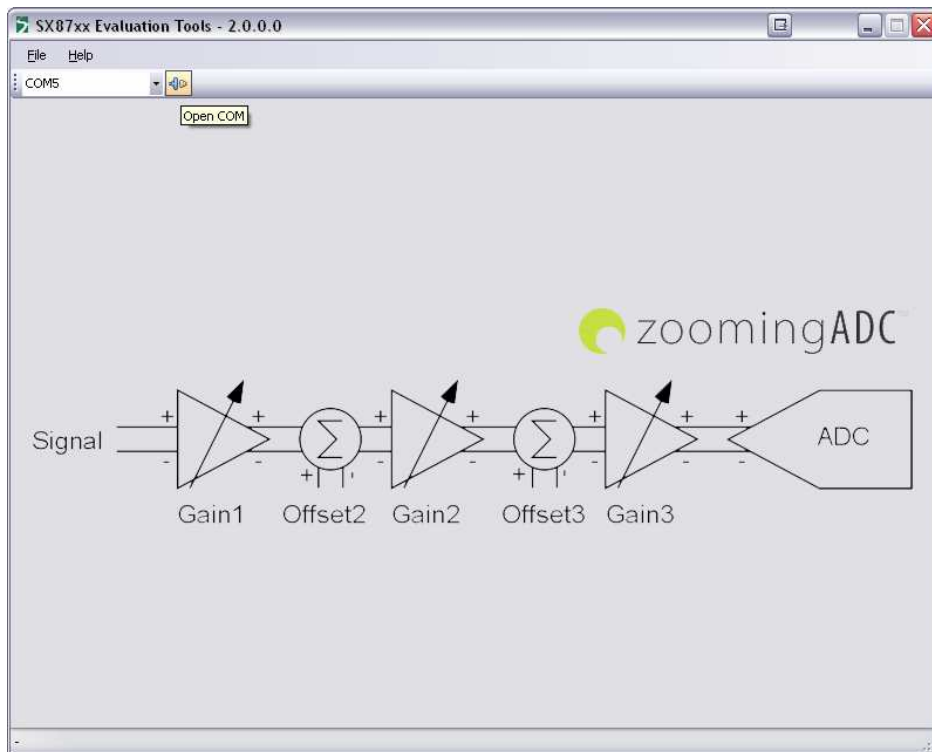 SX87xx Evaluation Tools - 2.0.0.0
File Help
COM5
Open COM
zoomingADC
Signal
+ + + + + + +
ADC
- - - - - - -
+ - + -
Gain1 Offset2 Gain2 Offset3 Gain3
-